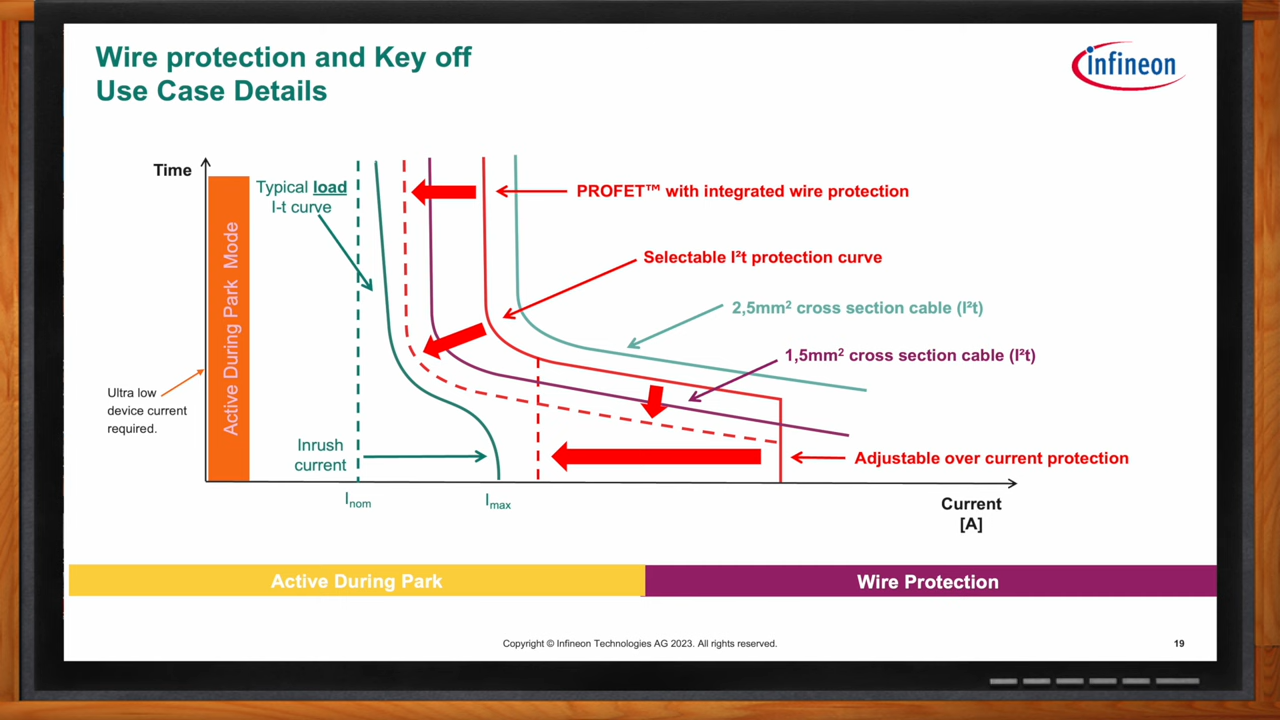 Wire protection and Key off
Use Case Details
infineon
Time
Typical load
I-t curve
PROFET™ with integrated wire protection
Selectable I²t protection curve
2,5mm² cross section cable (I²t)
1,5mm² cross section cable (I²t)
Active During Park Mode
Ultra low
device current
required.
Inrush
current
Adjustable over current protection
Inom
Imax
Current
[A]
Active During Park
Wire Protection
Copyright © Infineon Technologies AG 2023. All rights reserved.
19